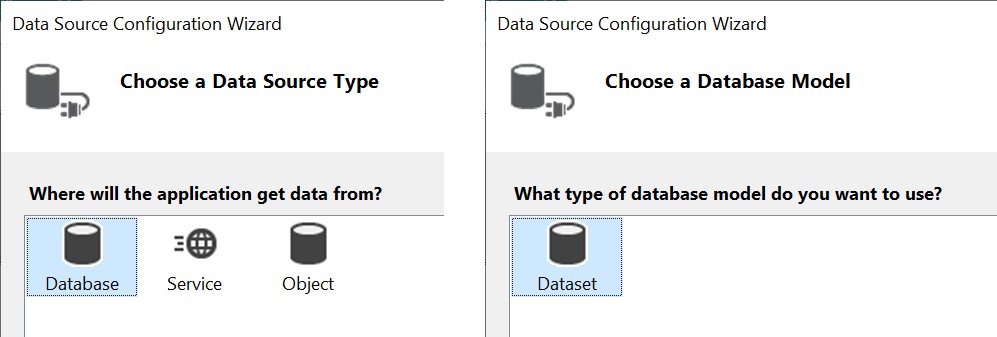 Data Source Configuration Wizard
Choose a Data Source Type
Where will the application get data from?
Database
Service
Object
Data Source Configuration Wizard
Choose a Database Model
What type of database model do you want to use?
Dataset